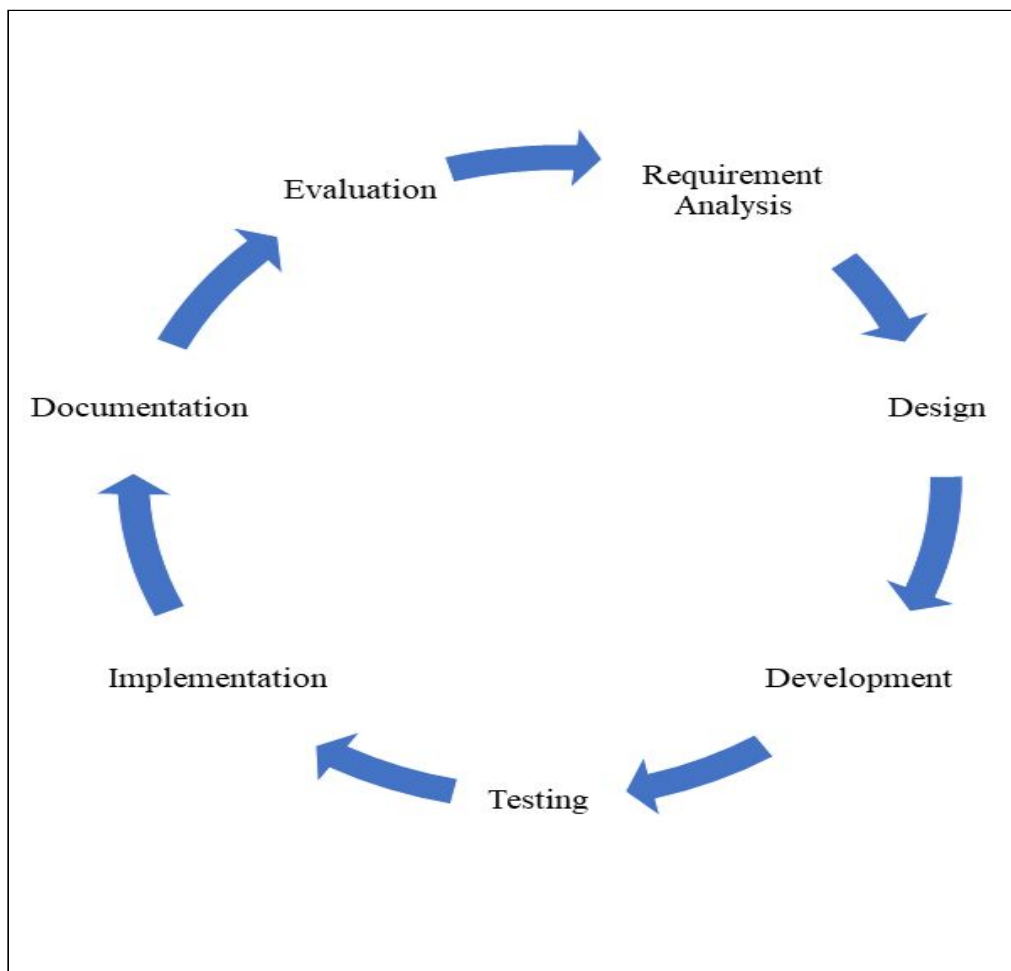 Evaluation
Requirement
Analysis
Documentation
Design
Implementation
Development
Testing